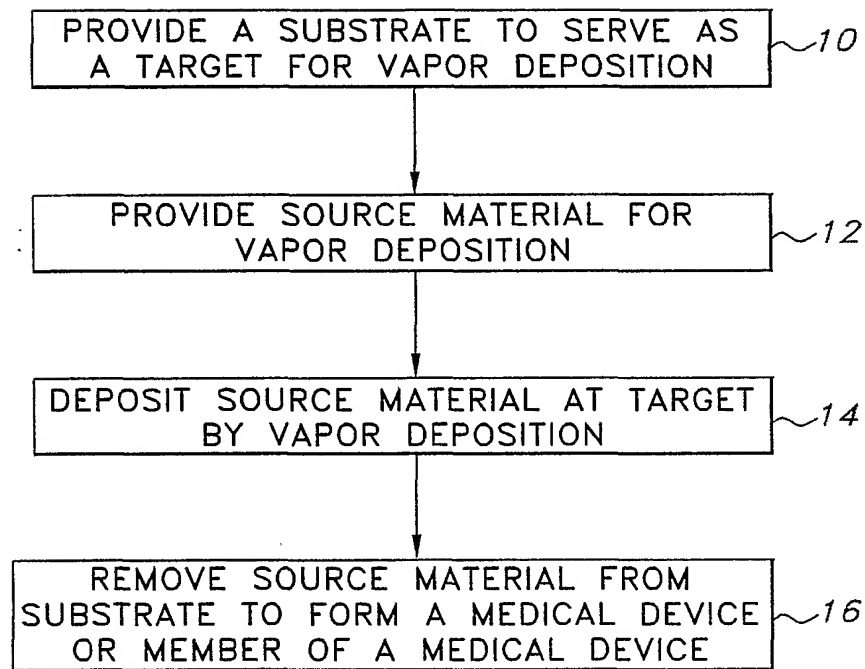 PROVIDE A SUBSTRATE TO SERVE AS
A TARGET FOR VAPOR DEPOSITION
10
PROVIDE SOURCE MATERIAL FOR
VAPOR DEPOSITION
12
DEPOSIT SOURCE MATERIAL AT TARGET
BY VAPOR DEPOSITION
14
REMOVE SOURCE MATERIAL FROM
SUBSTRATE TO FORM A MEDICAL DEVICE
OR MEMBER OF A MEDICAL DEVICE
16